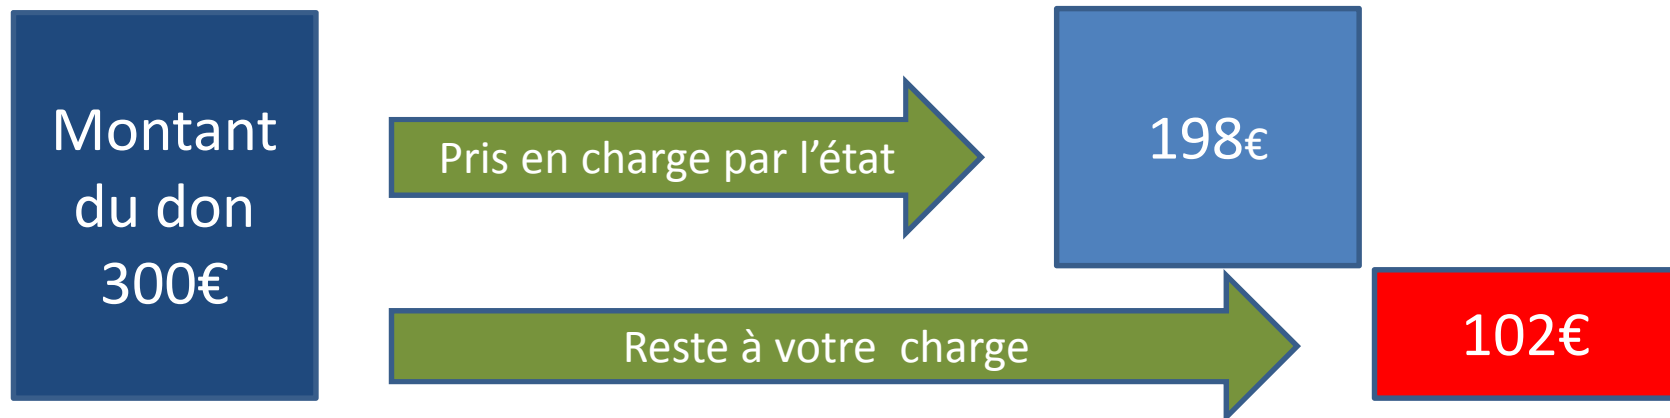 Montant
du don
300€
Pris en charge par l’état
198€
Reste à votre  charge
102€